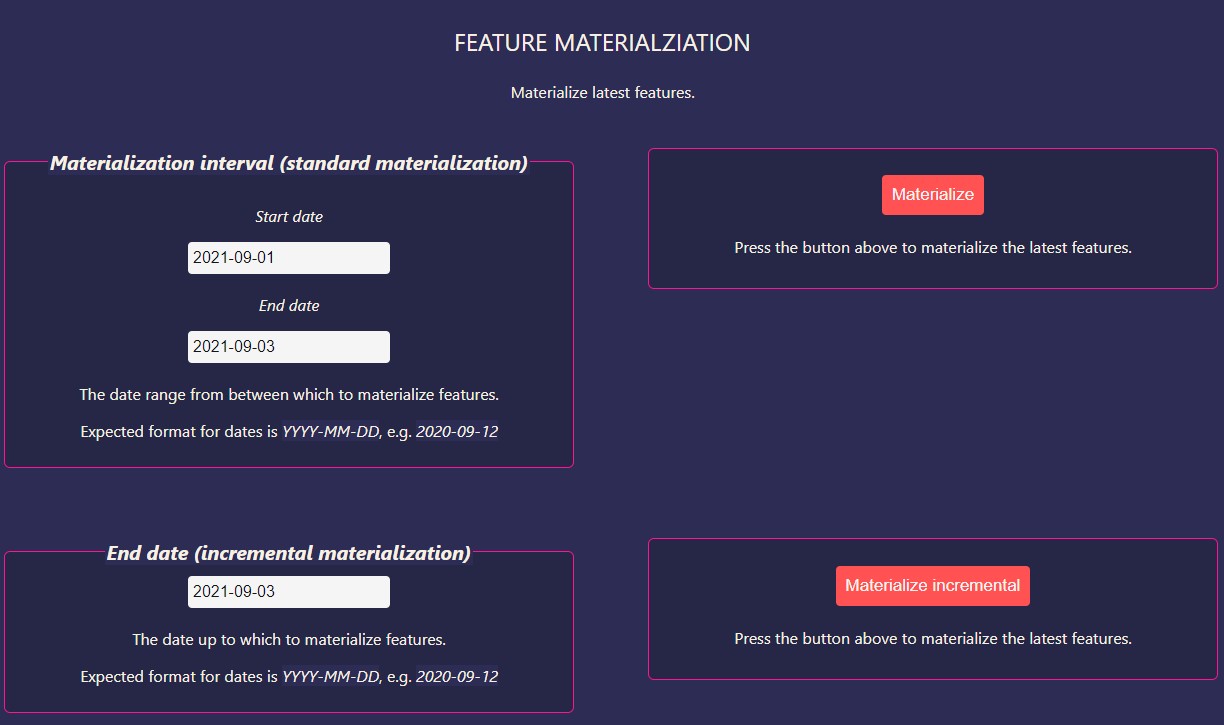 FEATURE MATERIALZIATION
Materialize latest features.
Materialization interval (standard materialization)
Start date
2021-09-01
End date
2021-09-03
The date range from between which to materialize features.
Expected format for dates is YYYY-MM-DD, e.g. 2020-09-12
Materialize
Press the button above to materialize the latest features.
End date (incremental materialization)
2021-09-03
The date up to which to materialize features.
Expected format for dates is YYYY-MM-DD, e.g. 2020-09-12
Materialize incremental
Press the button above to materialize the latest features.